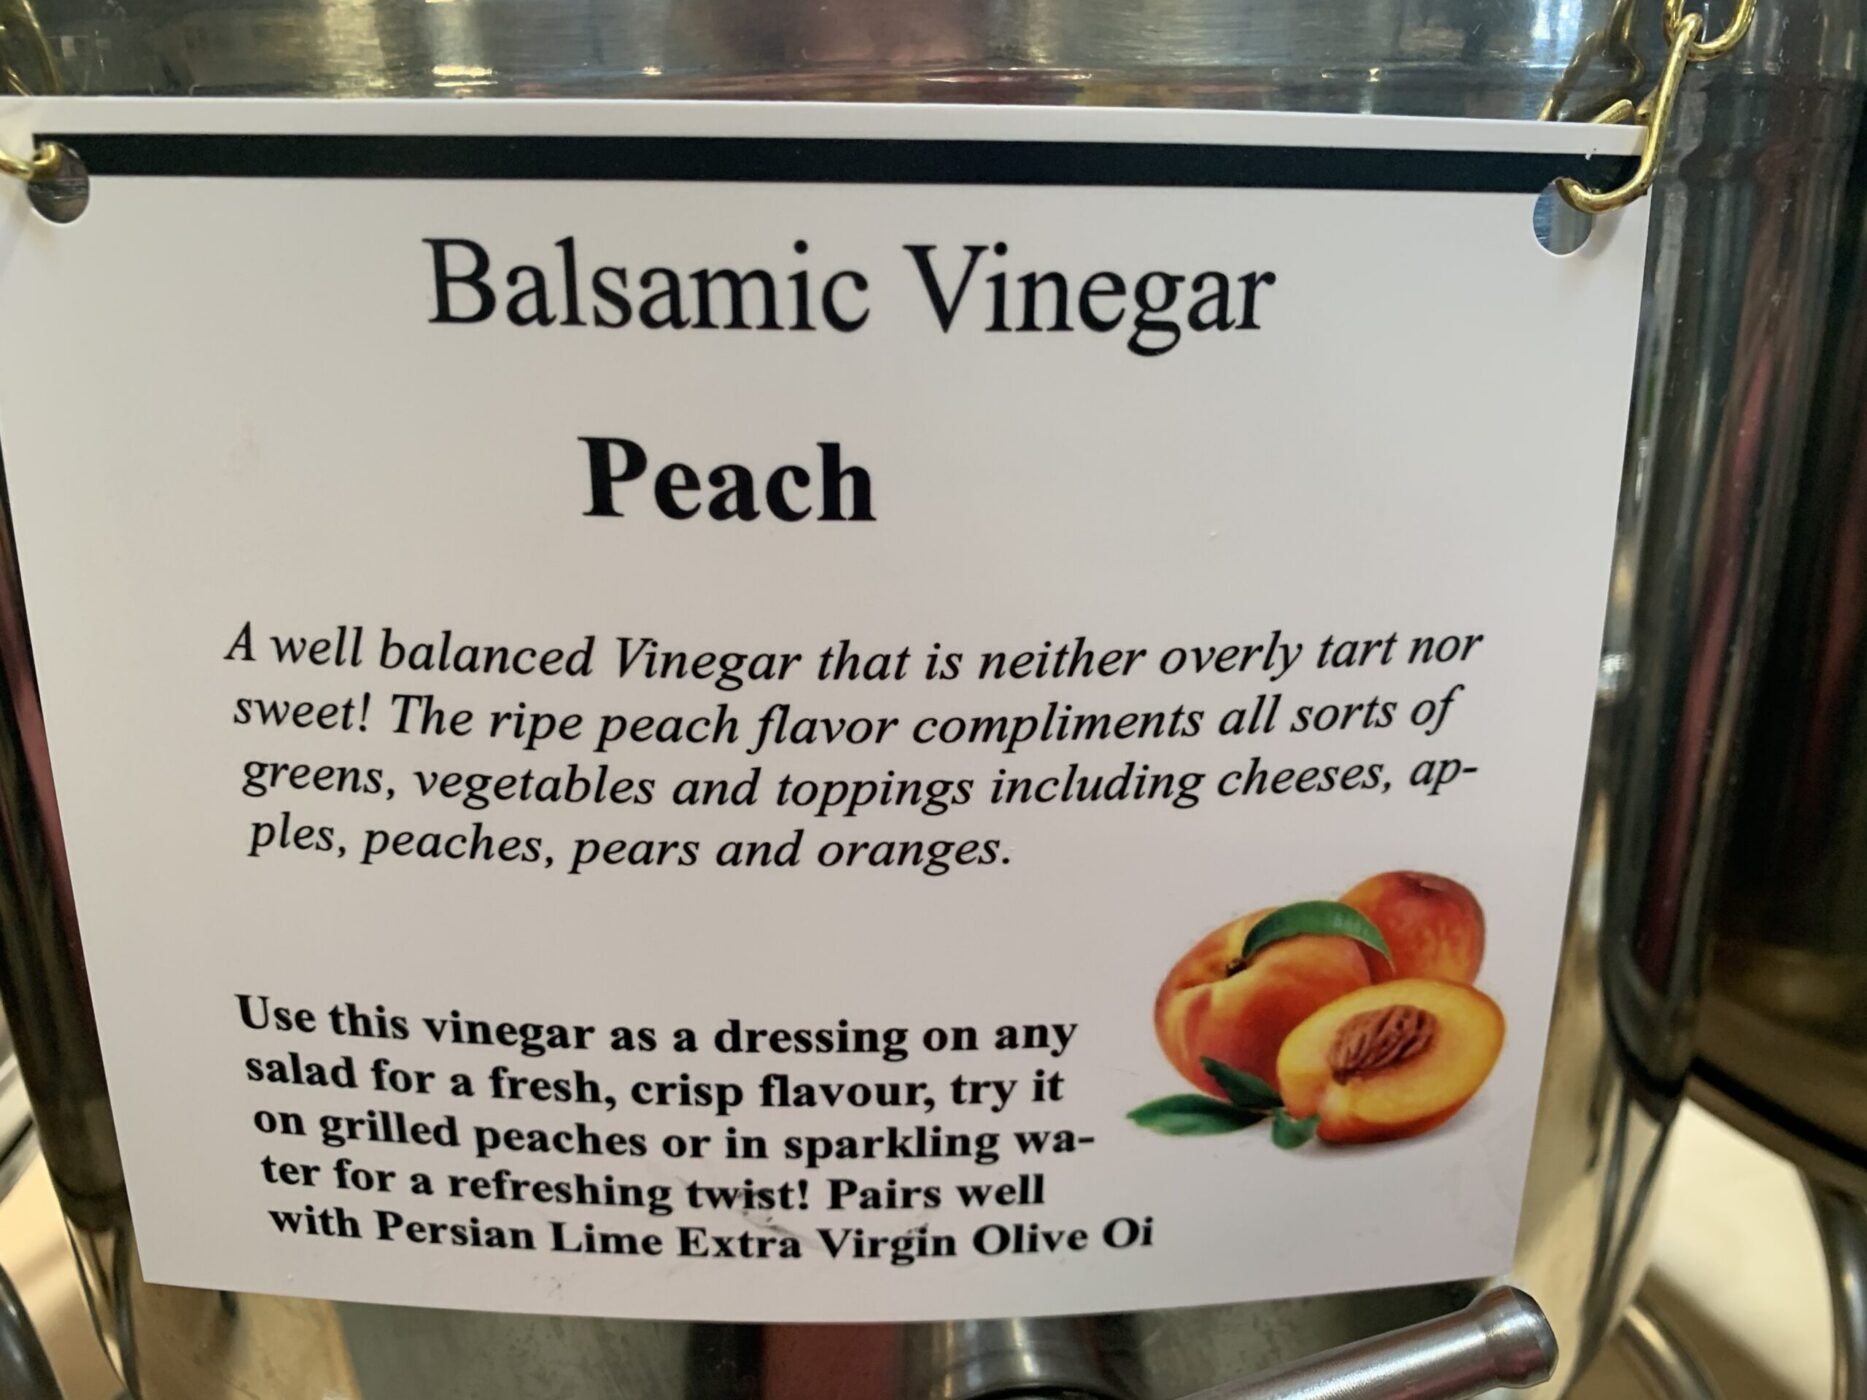 Balsamic Vinegar
Peach
A well balanced Vinegar that is neither overly tart nor
sweet! The ripe peach flavor compliments all sorts of
greens, vegetables and toppings including cheeses, ap-
ples, peaches, pears and oranges.
Use this vinegar as a dressing on any
salad for a fresh, crisp flavour, try it
on grilled peaches or in sparkling wa-
ter for a refreshing twist! Pairs well
with Persian Lime Extra Virgin Olive Oi